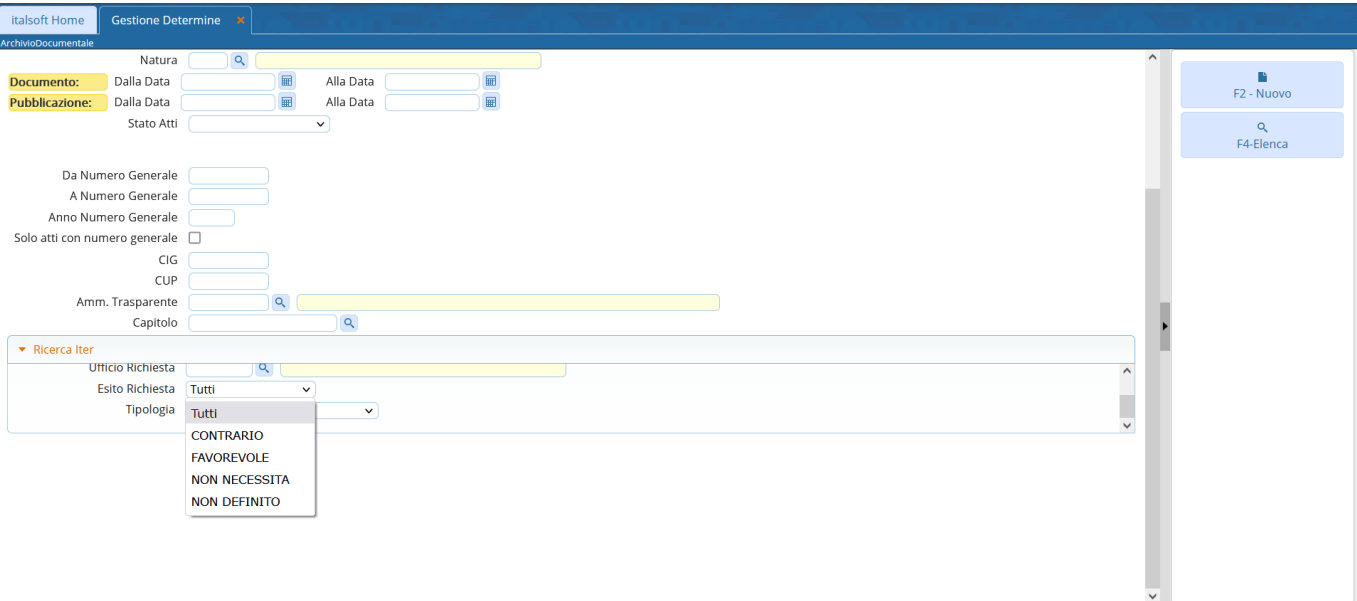 italsoft Home Gestione Determine ×
ArchivioDocumentale
Natura
Documento: Dalla Data Alla Data
Pubblicazione: Dalla Data Alla Data
Stato Atti
Da Numero Generale
A Numero Generale
Anno Numero Generale
Solo atti con numero generale
CIG
CUP
Amm. Trasparente
Capitolo
Ricerca Iter
Ufficio Richiesta
Esito Richiesta Tutti
Tipologia
Tutti
CONTRARIO
FAVOREVOLE
NON NECESSITA
NON DEFINITO
F2 - Nuovo
F4-Elenca